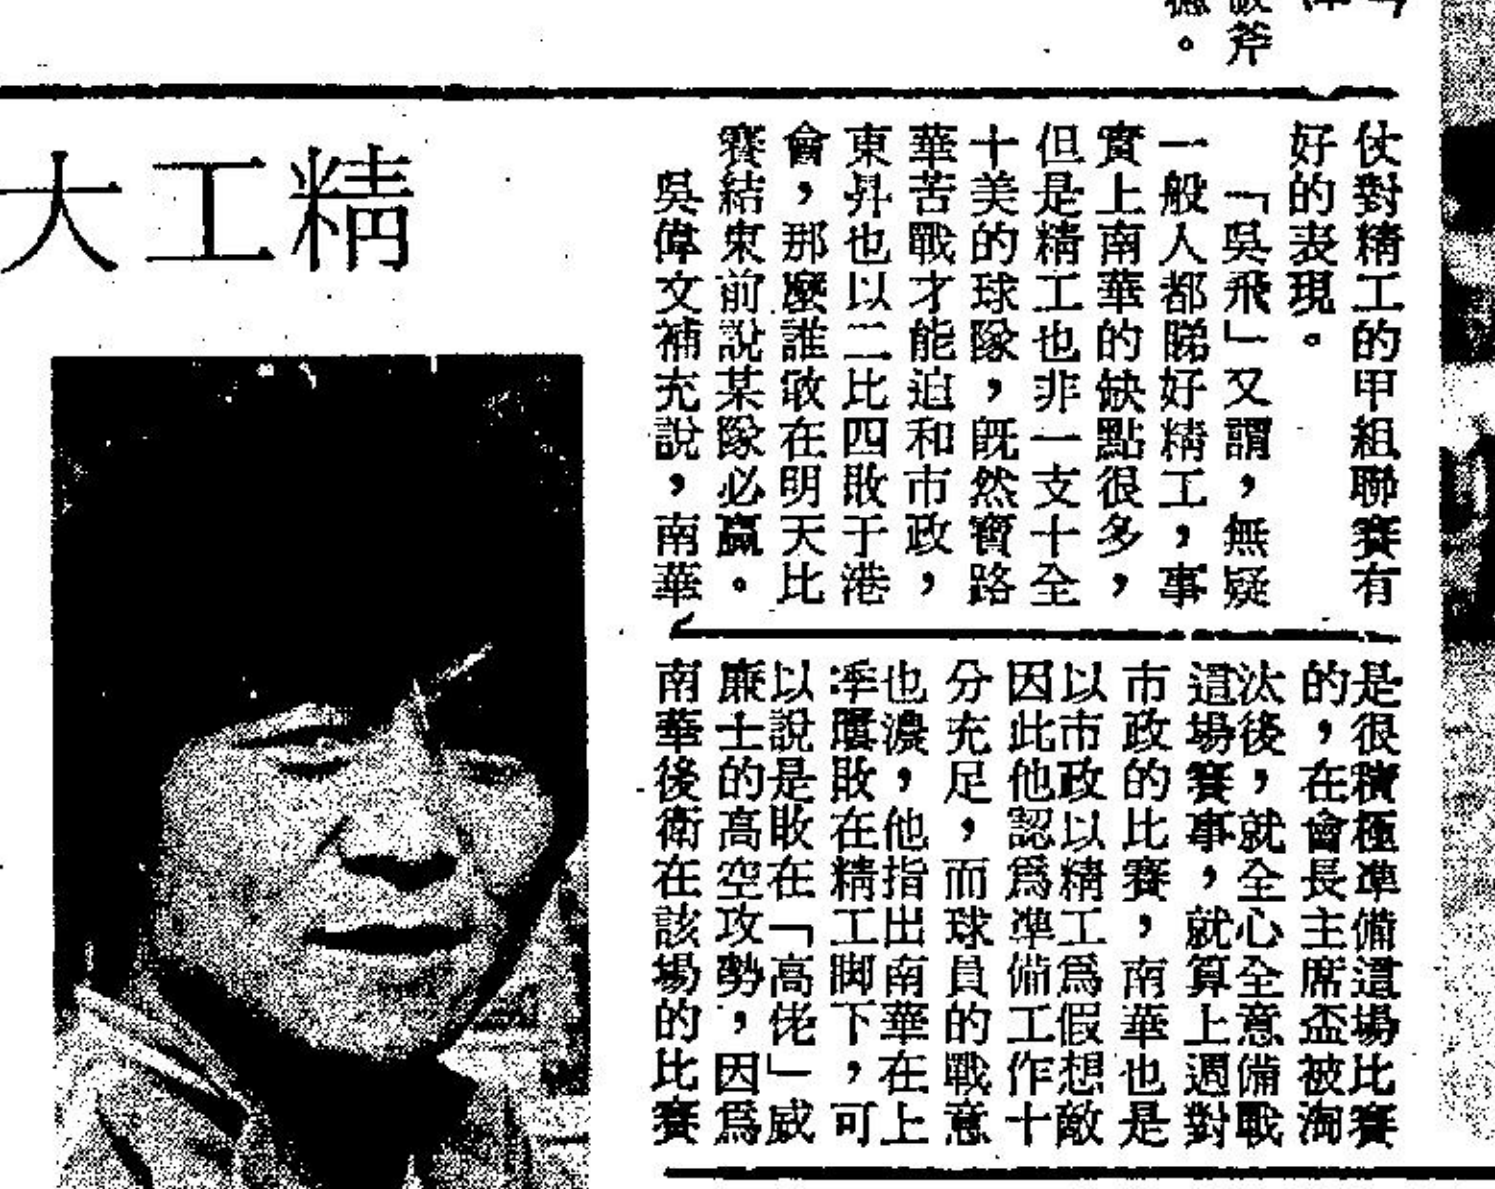 斧
。
仗對精工的甲組聯賽有
好的表現。
「吳飛」又謂，無疑
一般人都睇好精工，事
實上南華的缺點很多，
但是精工也非一支十全
十美的球隊，既然寶路
華苦戰才能迫和市政，
東昇也以二比四敗于港
會，那麼誰敢在明天比
賽結束前說某隊必贏。
吳偉文補充說，南華
是很積極準備這場比賽
的，在會長主席盃被淘
汰後，就全心全意備戰
這場賽事，就算上週對
市政的比賽，南華也是
以市政以精工為假想敵
因此他認為準備工作十
分充足，而球員的戰意
也濃，他指出南華在上
季屢敗在精工脚下，可
以說是敗在「高佬」威
廉士的高空攻勢，因為
南華後衛在該場的比賽
精工大